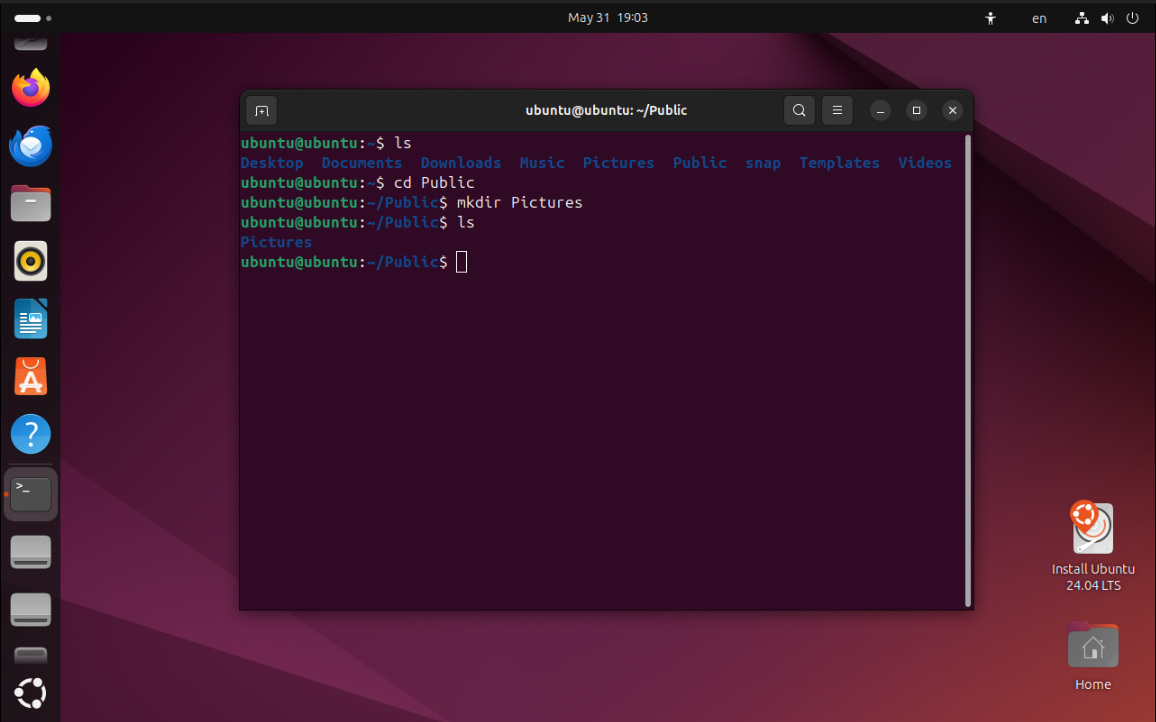 May 31 19:03
en
ubuntu@ubuntu: ~/Public
ubuntu@ubuntu:~$ ls
Desktop Documents Downloads Music Pictures Public snap Templates Videos
ubuntu@ubuntu:~$ cd Public
ubuntu@ubuntu:~/Public$ mkdir Pictures
ubuntu@ubuntu:~/Public$ ls
Pictures
ubuntu@ubuntu:~/Public$
Install Ubuntu
24.04 LTS
Home